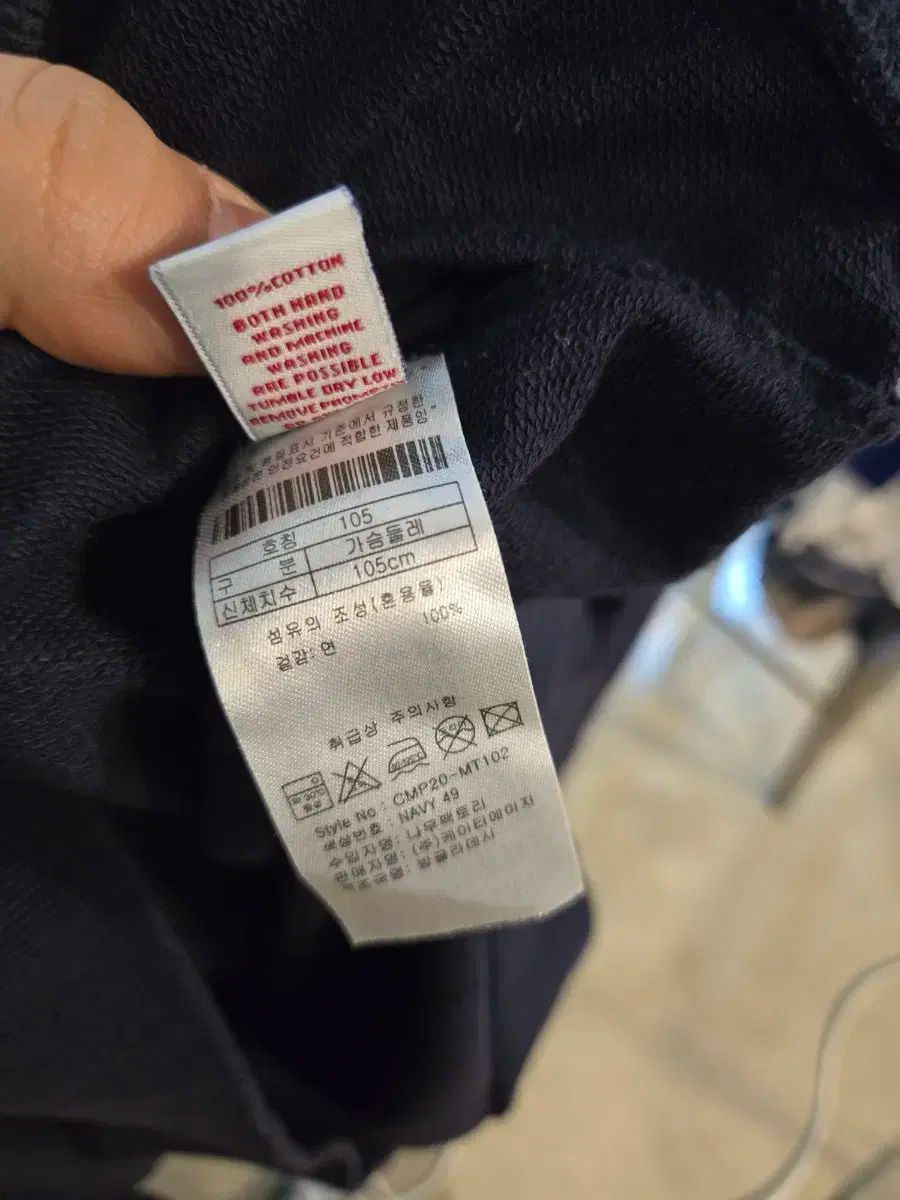 100%COTTON
BOTH HAND
WASHING
AND MACHINE
WASHING
ARE POSSIBLE
TUMBLE DRY LOW
품질표시 기준에서 규정한
안전요건에 적합한 제품임"
호칭 105
구 분 가슴둘레
신체치수 105cm
섬유의 조성(혼용율)
겉감: 면 100%
취급상 주의사항
Style No : CMP20-MT102
색상번호 : NAVY 49
수입자명: 나무팩토리
판매자명: (주)케이티에이지
제조국명: 방글라데시